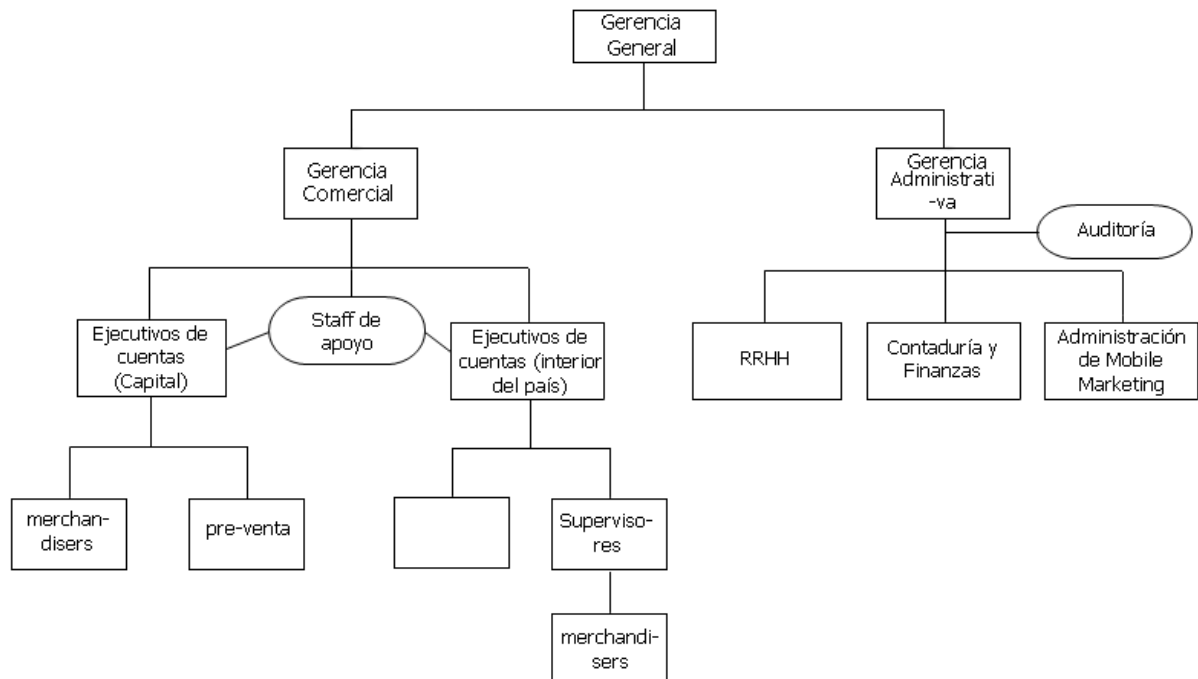 Gerencia
General
Gerencia
Comercial
Gerencia
Administrati-
-va
Auditoría
Ejecutivos de
cuentas
(Capital)
Staff de
apoyo
Ejecutivos de
cuentas (interior
del país)
RRHH
Contaduría y
Finanzas
Administración
de Mobile
Marketing
merchan-
disers
pre-venta
Superviso-
res
merchandi-
sers